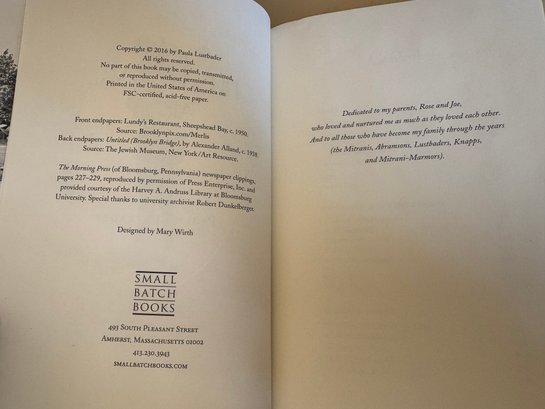 Copyright © 2016 by Paula Lustbader
All rights reserved.
No part of this book may be copied, transmitted,
or reproduced without permission.
Printed in the United States of America on
FSC-certified, acid-free paper.
Front endpapers: Lundy's Restaurant, Sheepshead Bay, c. 1950.
Source: Brooklynpix.com/Merlis
Back endpapers: Untitled (Brooklyn Bridge), by Alexander Alland, c. 1938.
Source: The Jewish Museum, New York/Art Resource.
The Morning Press (of Bloomsburg, Pennsylvania) newspaper clippings,
pages 227–229, reproduced by permission of Press Enterprise, Inc. and
provided courtesy of the Harvey A. Andruss Library at Bloomsburg
University. Special thanks to university archivist Robert Dunkelberger.
Designed by Mary Wirth
SMALL
BATCH
BOOKS
493 South Pleasant Street
Amherst, Massachusetts 01002
413.230.3943
smallbatchbooks.com
Dedicated to my parents, Rose and Joe,
who loved and nurtured me as much as they loved each other.
And to all those who have become my family through the years
(the Mitranis, Abramsons, Lustbaders, Knapps,
and Mitrani-Marmors).